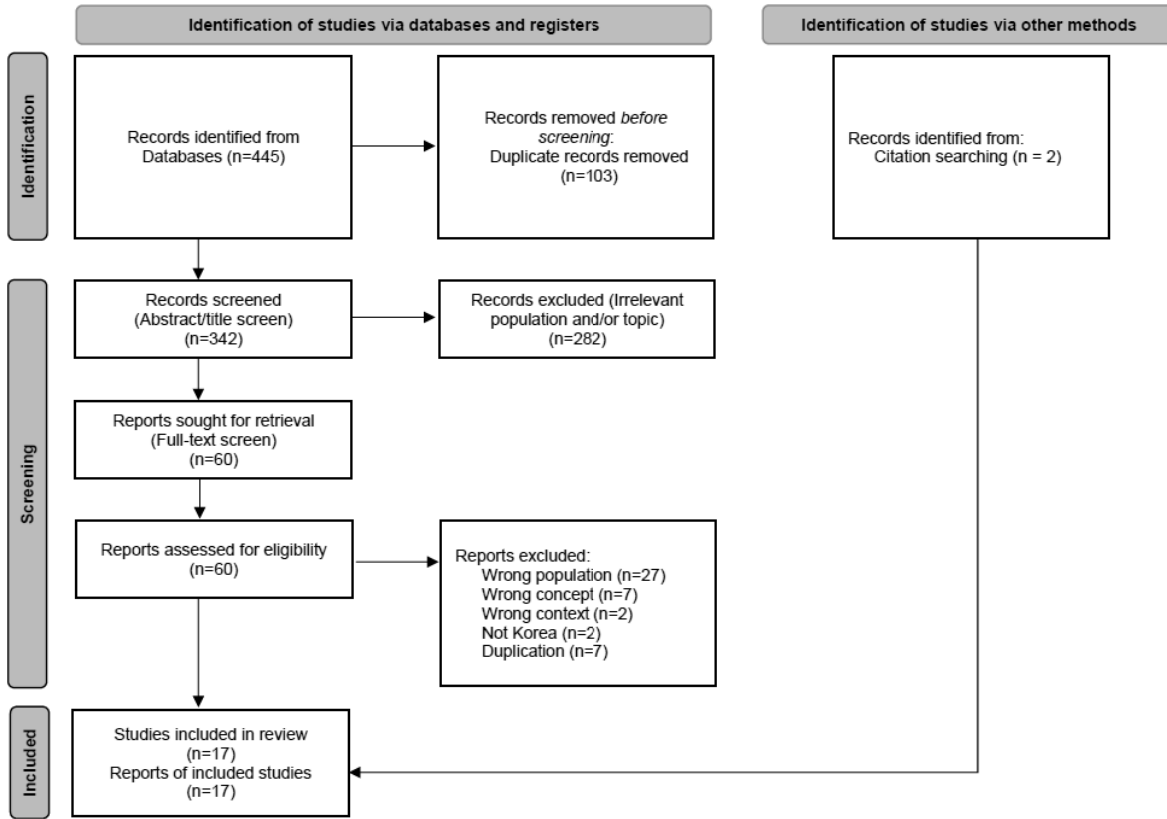 Identification of studies via databases and registers
Identification of studies via other methods
Identification
Records identified from
Databases (n=445)
Records removed before
screening:
Duplicate records removed
(n=103)
Records identified from:
Citation searching (n = 2)
Screening
Records screened
(Abstract/title screen)
(n=342)
Records excluded (Irrelevant
population and/or topic)
(n=282)
Reports sought for retrieval
(Full-text screen)
(n=60)
Reports assessed for eligibility
(n=60)
Reports excluded:
Wrong population (n=27)
Wrong concept (n=7)
Wrong context (n=2)
Not Korea (n=2)
Duplication (n=7)
Included
Studies included in review
(n=17)
Reports of included studies
(n=17)